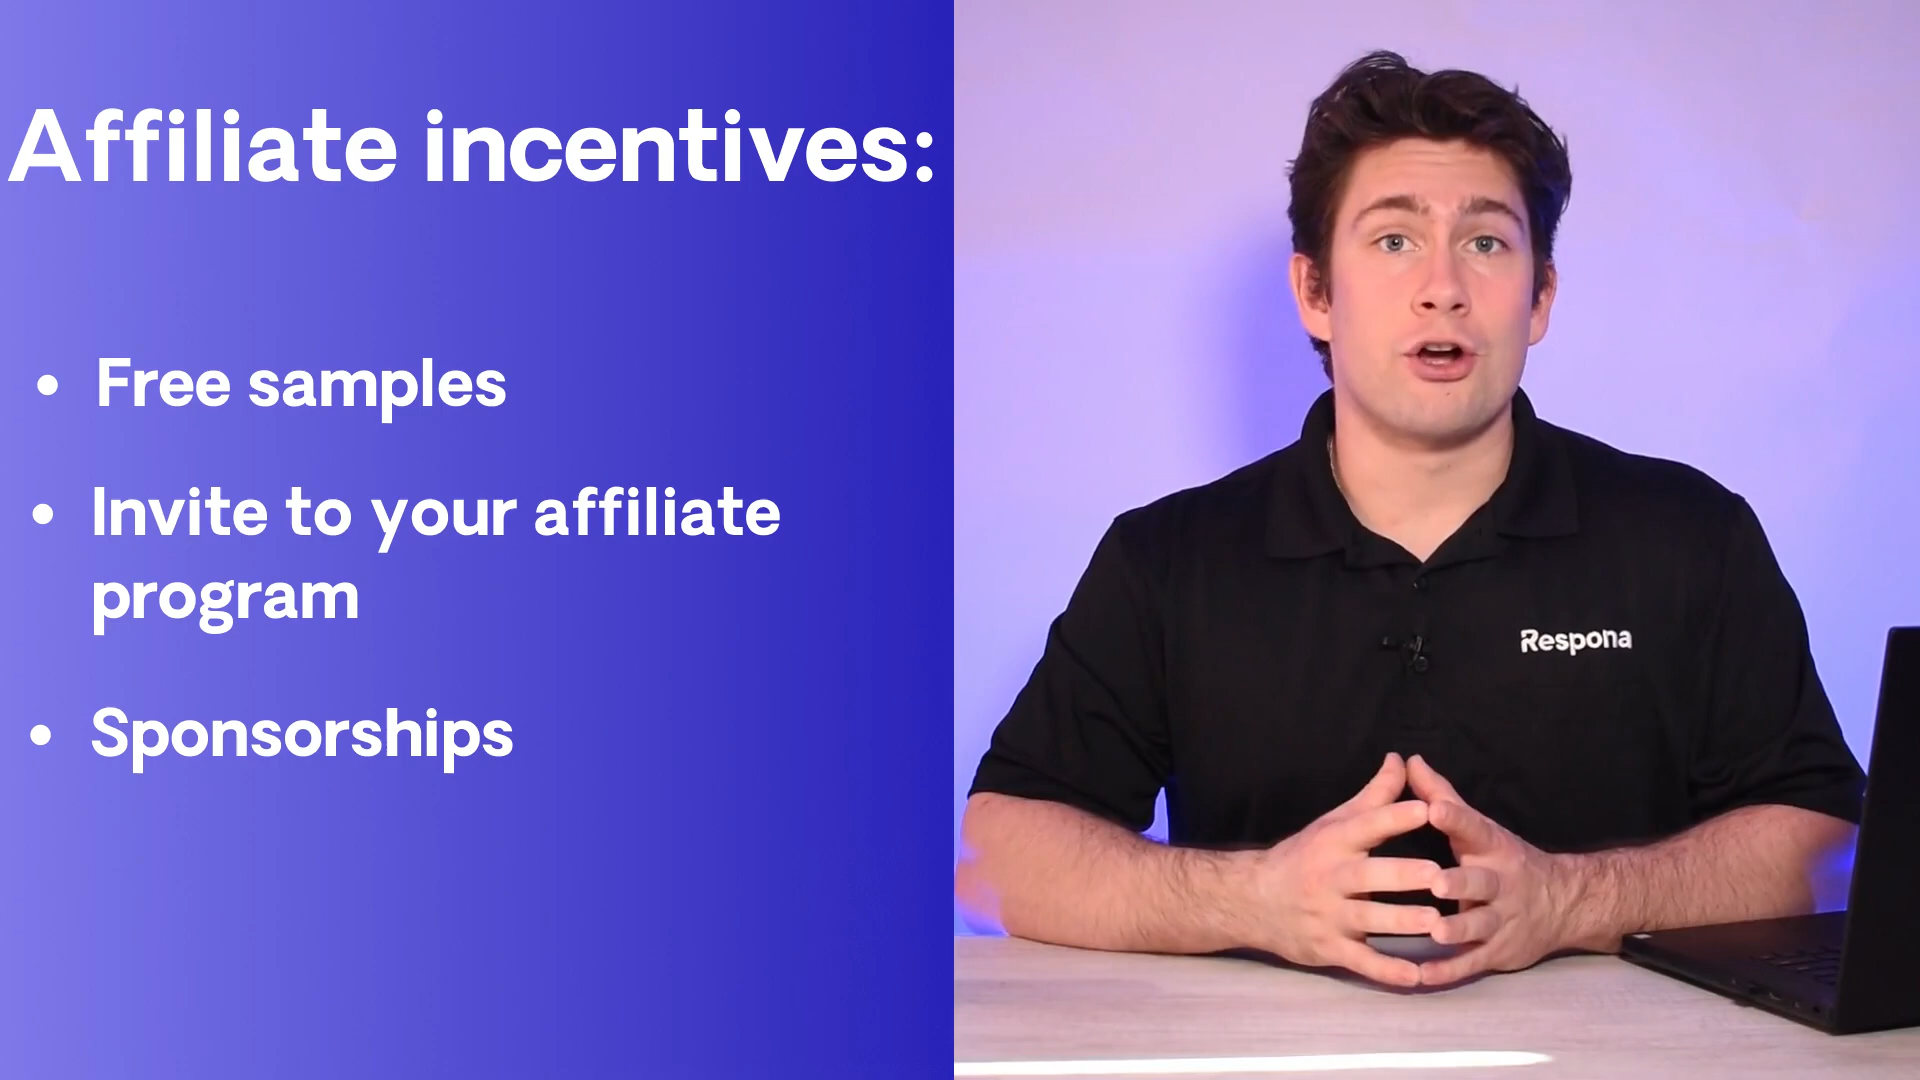 Affiliate incentives:
• Free samples
• Invite to your affiliate
program
• Sponsorships
Respona